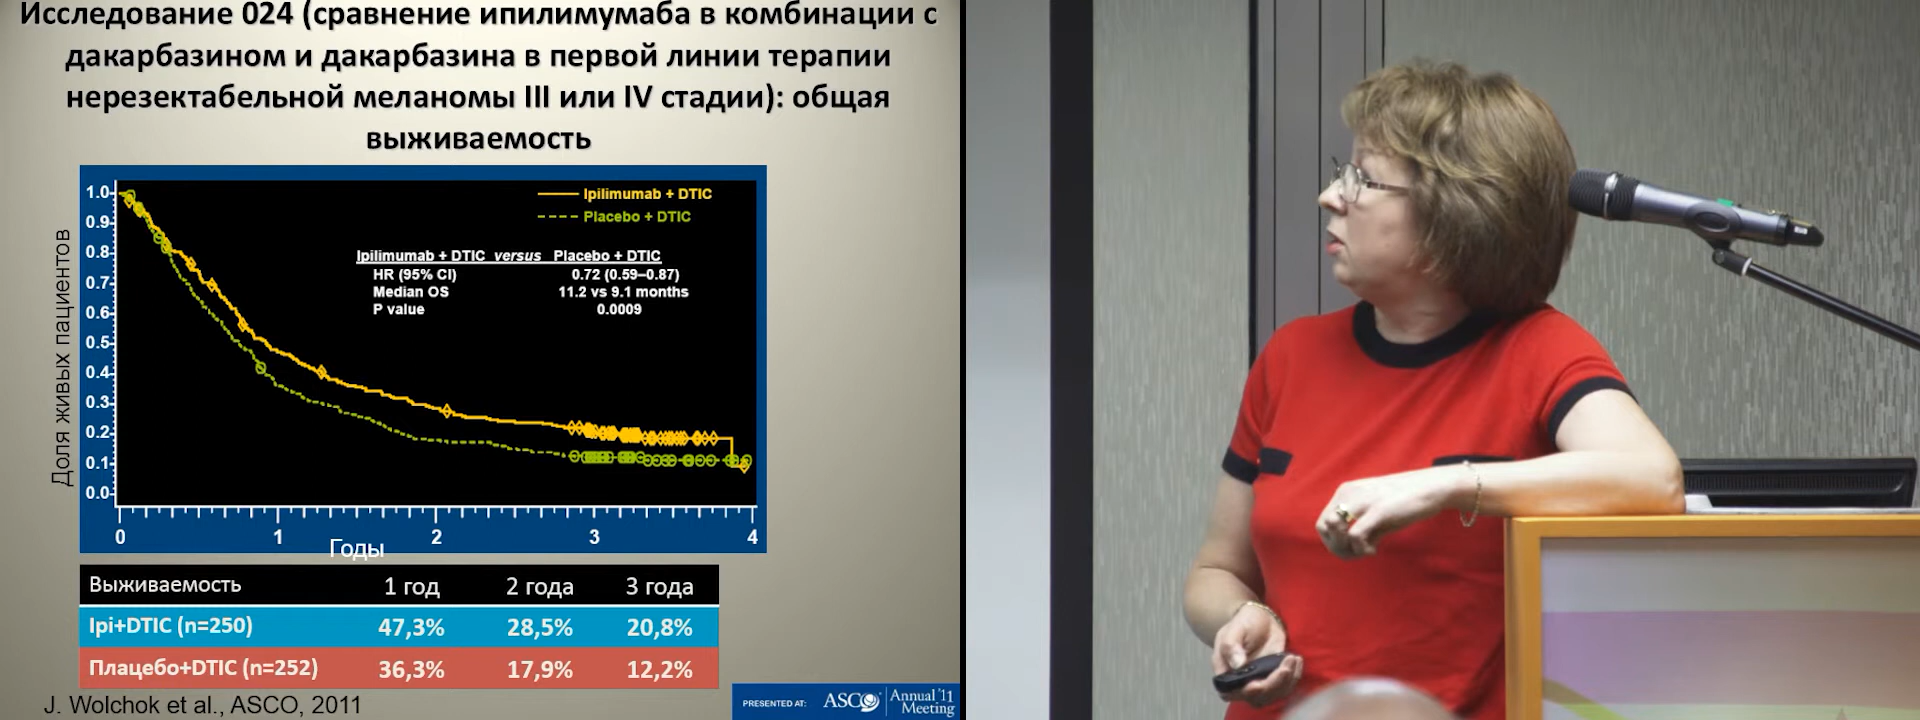 Исследование 024 (сравнение ипилимумаба в комбинации с
дакарбазином и дакарбазина в первой линии терапии
нерезектабельной меланомы III или IV стадии): общая
выживаемость
Доля живых пациентов
1.0
0.9
0.8
0.7
0.6
0.5
0.4
0.3
0.2
0.1
0.0
Ipilimumab + DTIC
Placebo + DTIC
Ipilimumab + DTIC versus Placebo + DTIC
HR (95% CI) 0.72 (0.59–0.87)
Median OS 11.2 vs 9.1 months
P value 0.0009
0 1 2 3 4
Годы
Выживаемость 1 год 2 года 3 года
Ipi+DTIC (n=250) 47,3% 28,5% 20,8%
Плацебо+DTIC (n=252) 36,3% 17,9% 12,2%
J. Wolchok et al., ASCO, 2011
PRESENTED AT: ASCO Annual '11
Meeting